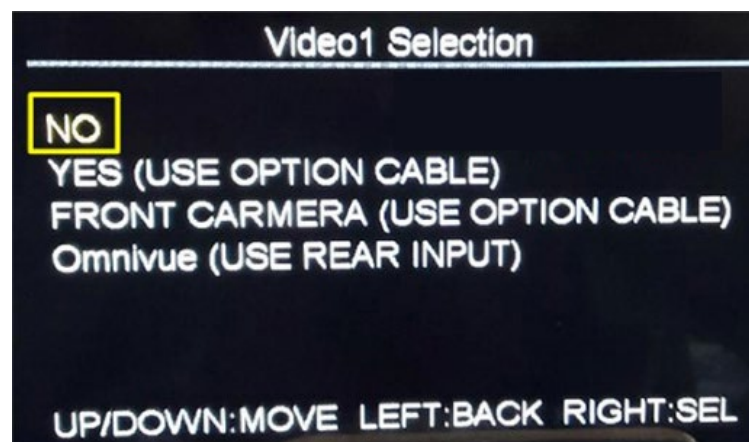 Video1 Selection
NO
YES (USE OPTION CABLE)
FRONT CARMERA (USE OPTION CABLE)
Omnivue (USE REAR INPUT)
UP/DOWN:MOVE LEFT:BACK RIGHT:SEL